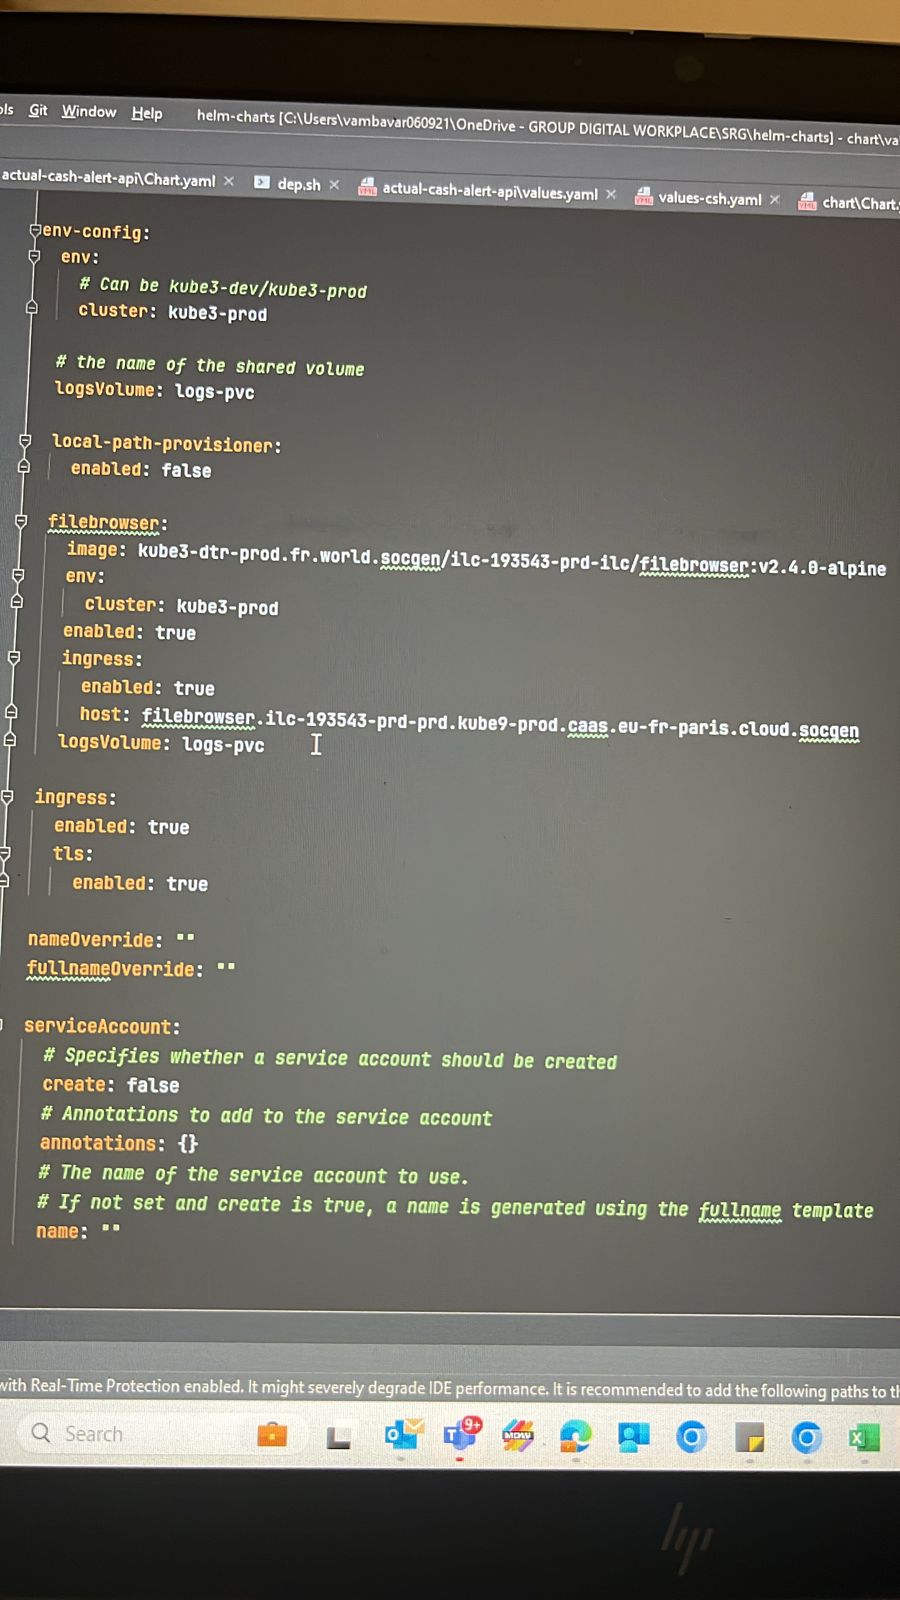 ols Git Window Help helm-charts [C:\Users\vambavar060921\OneDrive - GROUP DIGITAL WORKPLACE\SRG\helm-charts] - chart\va
actual-cash-alert-api\Chart.yaml × dep.sh × actual-cash-alert-api\values.yaml × values-csh.yaml × chart\Chart.
env-config:
env:
# Can be kube3-dev/kube3-prod
cluster: kube3-prod
# the name of the shared volume
logsVolume: logs-pvc
local-path-provisioner:
enabled: false
filebrowser:
image: kube3-dtr-prod.fr.world.socgen/ilc-193543-prd-ilc/filebrowser:v2.4.0-alpine
env:
cluster: kube3-prod
enabled: true
ingress:
enabled: true
host: filebrowser.ilc-193543-prd-prd.kube9-prod.caas.eu-fr-paris.cloud.socgen
logsVolume: logs-pvc
ingress:
enabled: true
tls:
enabled: true
nameOverride: ""
fullnameOverride: ""
serviceAccount:
# Specifies whether a service account should be created
create: false
# Annotations to add to the service account
annotations: {}
# The name of the service account to use.
# If not set and create is true, a name is generated using the fullname template
name: ""
with Real-Time Protection enabled. It might severely degrade IDE performance. It is recommended to add the following paths to th
Search 9+ MDW
hp